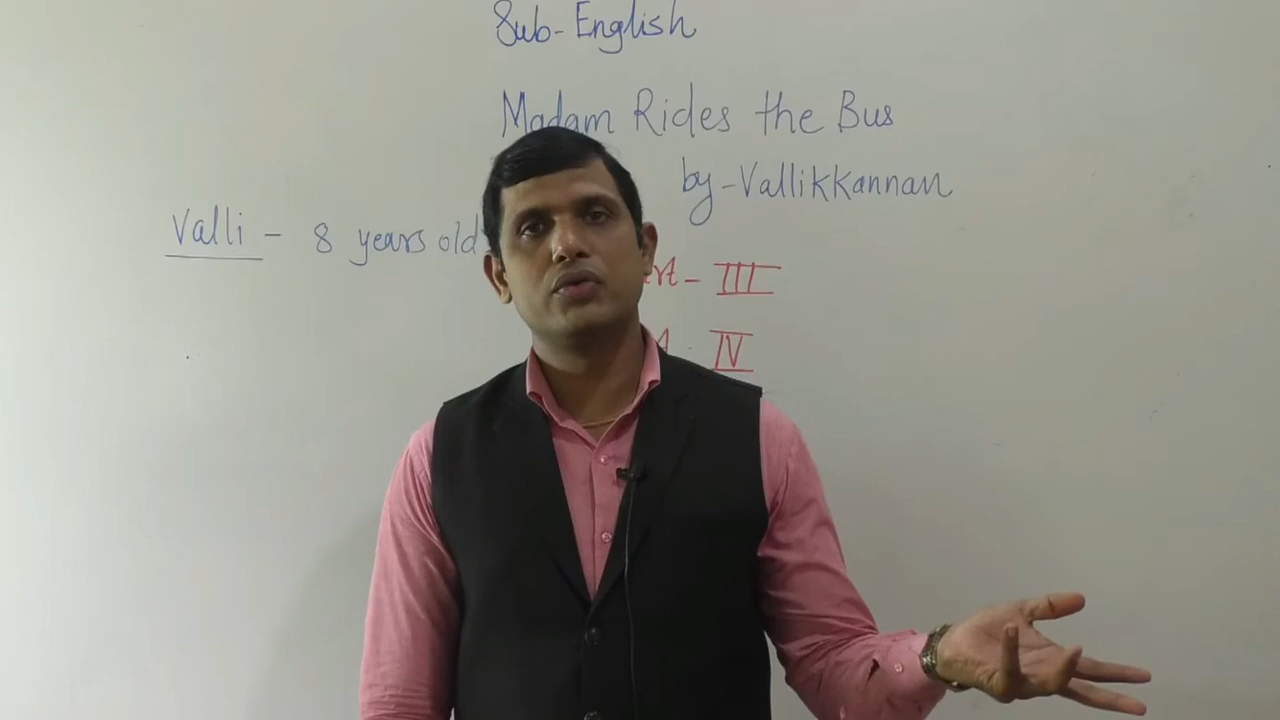 Sub- English
Madam Rides the Bus
by - Vallikkannan
Valli - 8 years old
III
IV